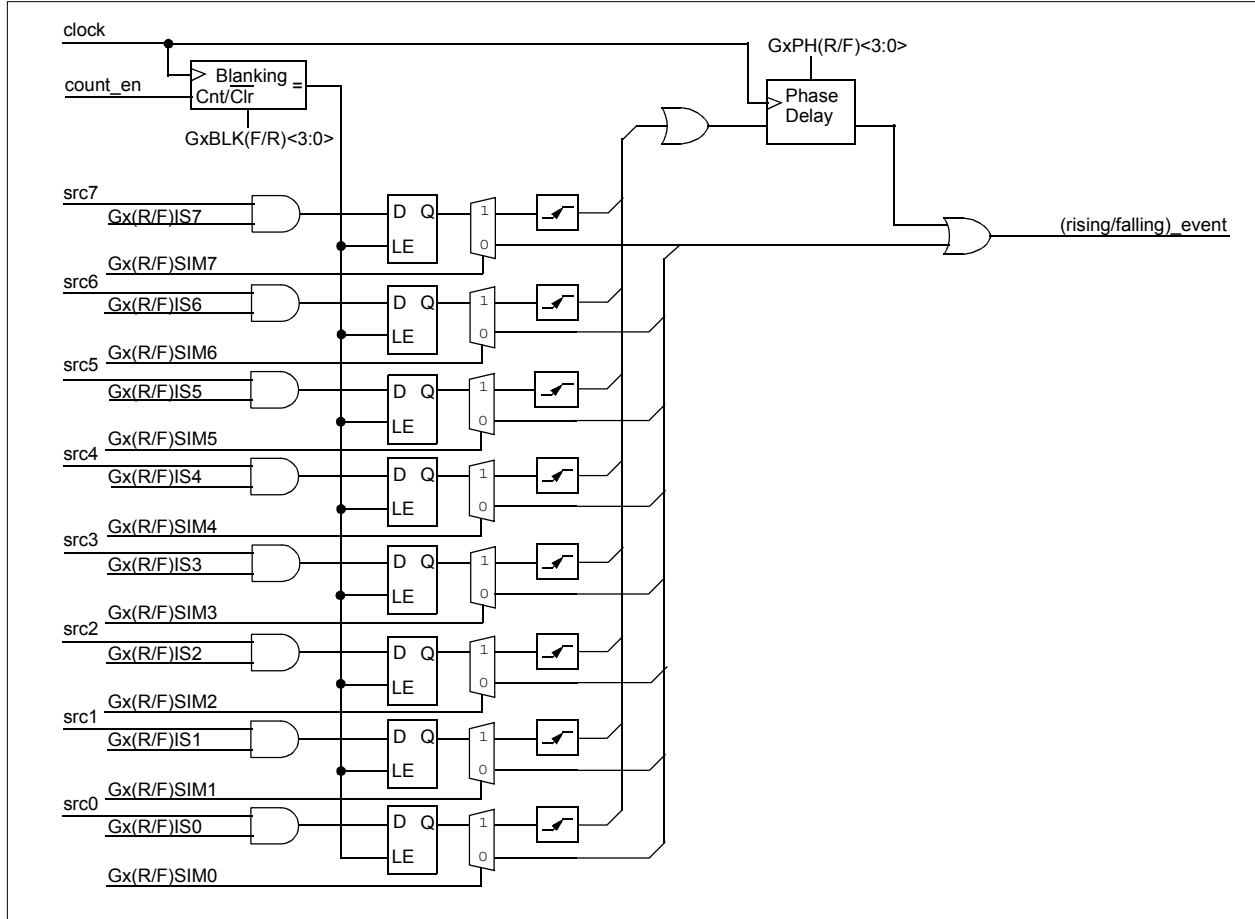 clock
GxPH(R/F)<3:0>
Blanking
=
count_en
Cnt/Clr
Phase
Delay
GxBLK(F/R)<3:0>
src7
Gx(R/F)IS7
D Q
1
LE
0
(rising/falling)_event
Gx(R/F)SIM7
src6
Gx(R/F)IS6
D Q
1
LE
0
Gx(R/F)SIM6
src5
Gx(R/F)IS5
D Q
1
LE
0
Gx(R/F)SIM5
src4
Gx(R/F)IS4
D Q
1
LE
0
Gx(R/F)SIM4
src3
Gx(R/F)IS3
D Q
1
LE
0
Gx(R/F)SIM3
src2
Gx(R/F)IS2
D Q
1
LE
0
Gx(R/F)SIM2
src1
Gx(R/F)IS1
D Q
1
LE
0
Gx(R/F)SIM1
src0
Gx(R/F)IS0
D Q
1
LE
0
Gx(R/F)SIM0